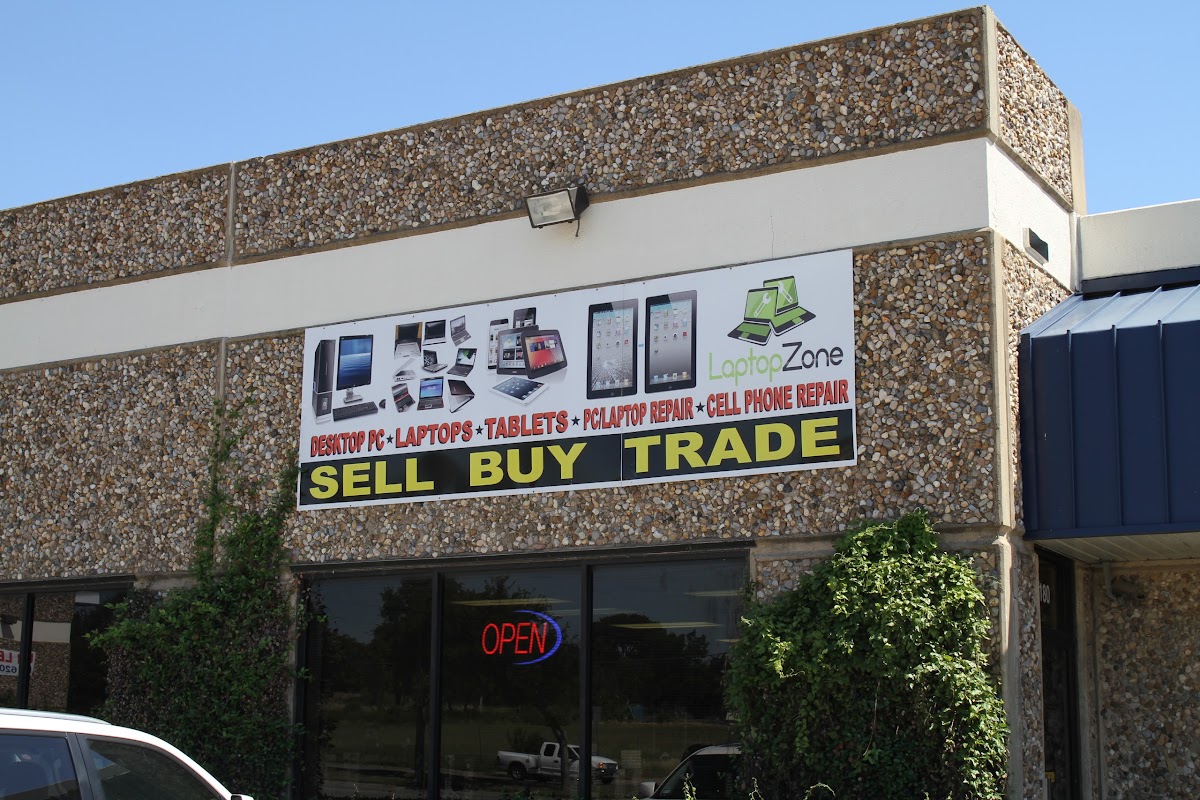 LaptopZone
DESKTOP PC ★ LAPTOPS ★ TABLETS ★ PC/LAPTOP REPAIR ★ CELL PHONE REPAIR
SELL BUY TRADE
OPEN